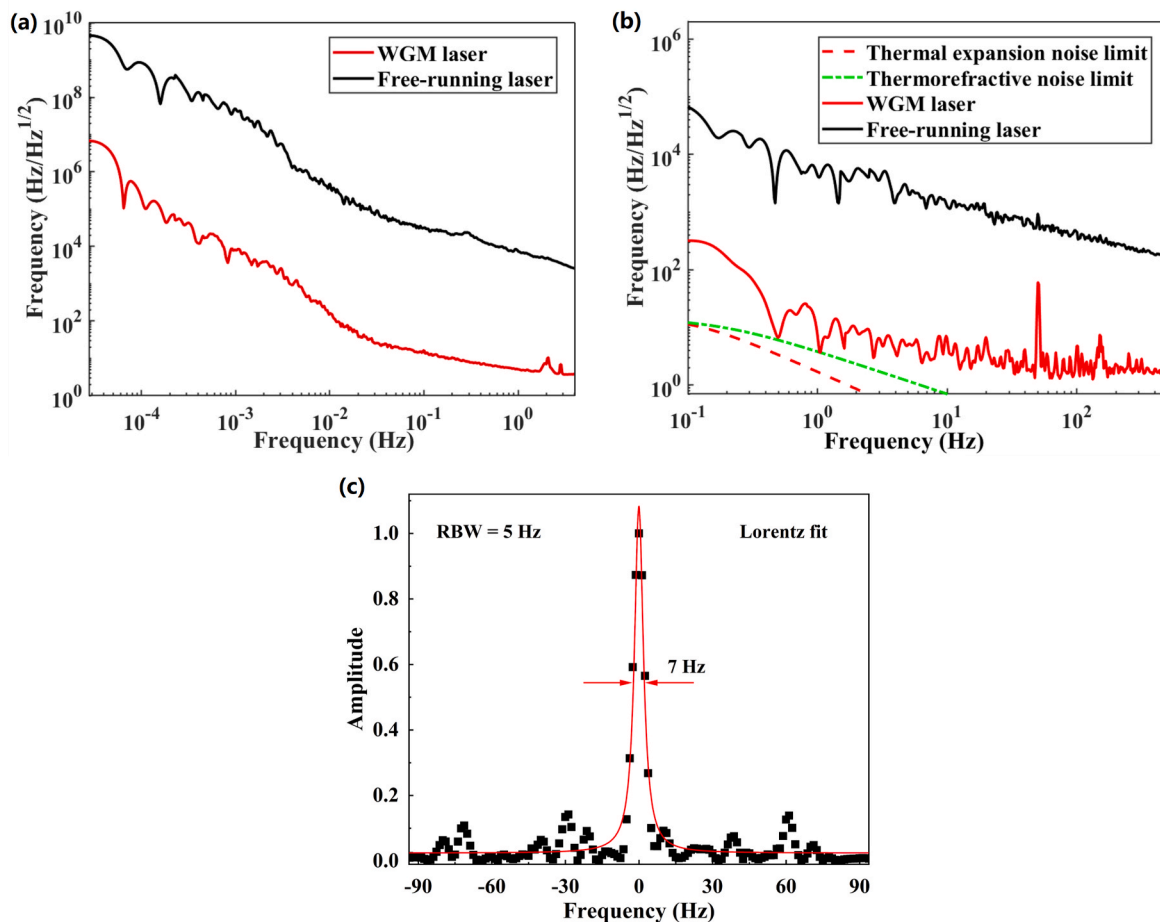 (a)
10^10
10^8
10^6
10^4
10^2
10^0
Frequency (Hz/Hz^1/2)
WGM laser
Free-running laser
10^-4
10^-3
10^-2
10^-1
10^0
Frequency (Hz)
(b)
10^6
10^4
10^2
10^0
Frequency (Hz/Hz^1/2)
Thermal expansion noise limit
Thermorefractive noise limit
WGM laser
Free-running laser
10^-1
10^0
10^1
10^2
Frequency (Hz)
(c)
RBW = 5 Hz
Lorentz fit
7 Hz
1.0
0.8
0.6
0.4
0.2
0.0
Amplitude
-90
-60
-30
0
30
60
90
Frequency (Hz)